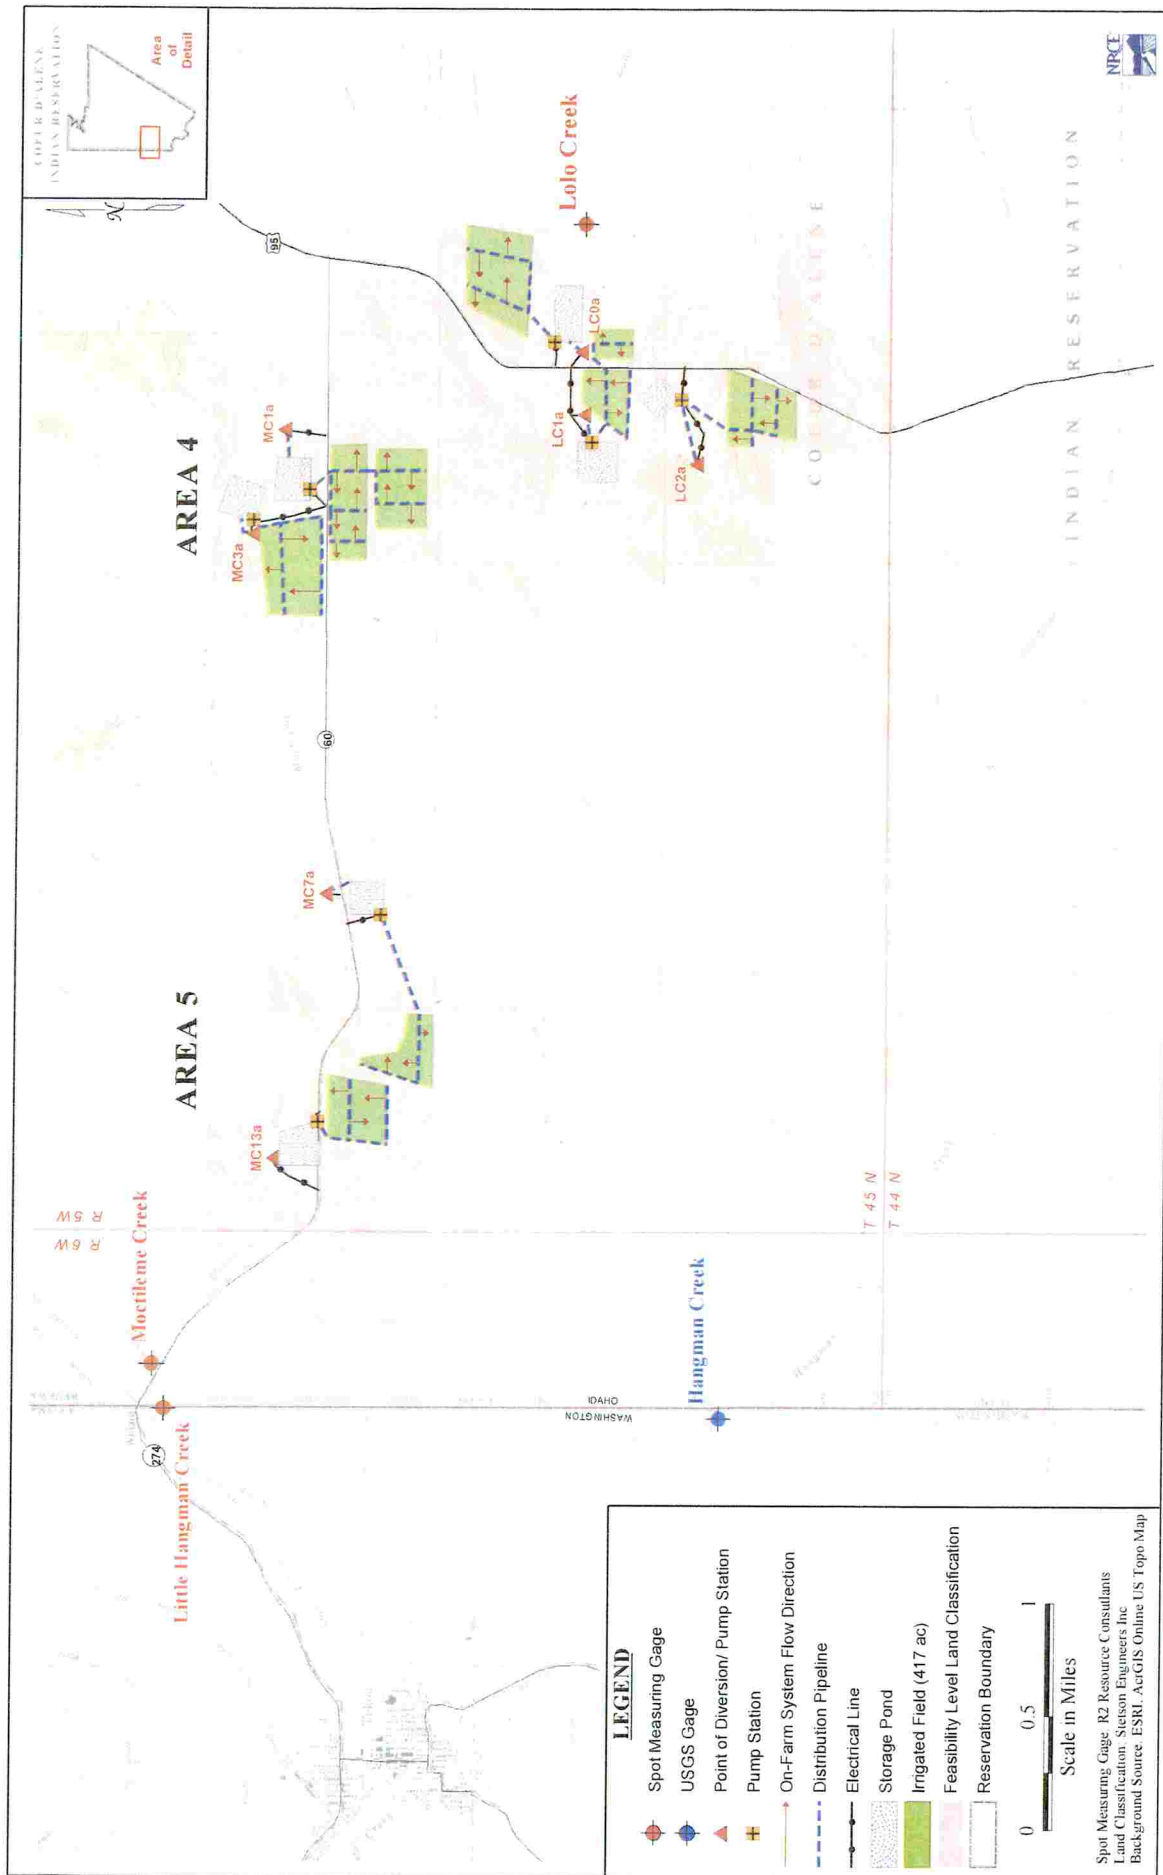 COEUR D'ALENE
INDIAN RESERVATION
Area
of
Detail
N
95
AREA 4
MC1a
MC3a
Lolo Creek
LC0a
LC1a
LC2a
COEUR D'ALENE
INDIAN RESERVATION
60
AREA 5
MC7a
MC13a
R 5W
R 6W
T 45 N
T 44 N
Moctileme Creek
Little Hangman Creek
274
WASHINGTON
IDAHO
Hangman Creek
Hangman
Tekoa
LEGEND
Spot Measuring Gage
USGS Gage
Point of Diversion/ Pump Station
Pump Station
On-Farm System Flow Direction
Distribution Pipeline
Electrical Line
Storage Pond
Irrigated Field (417 ac)
Feasibility Level Land Classification
Reservation Boundary
0 0.5 1
Scale in Miles
Spot Measuring Gage: R2 Resource Consultants
Land Classification: Stetson Engineers Inc
Background Source: ESRI, ArcGIS Online US Topo Map
NRCE